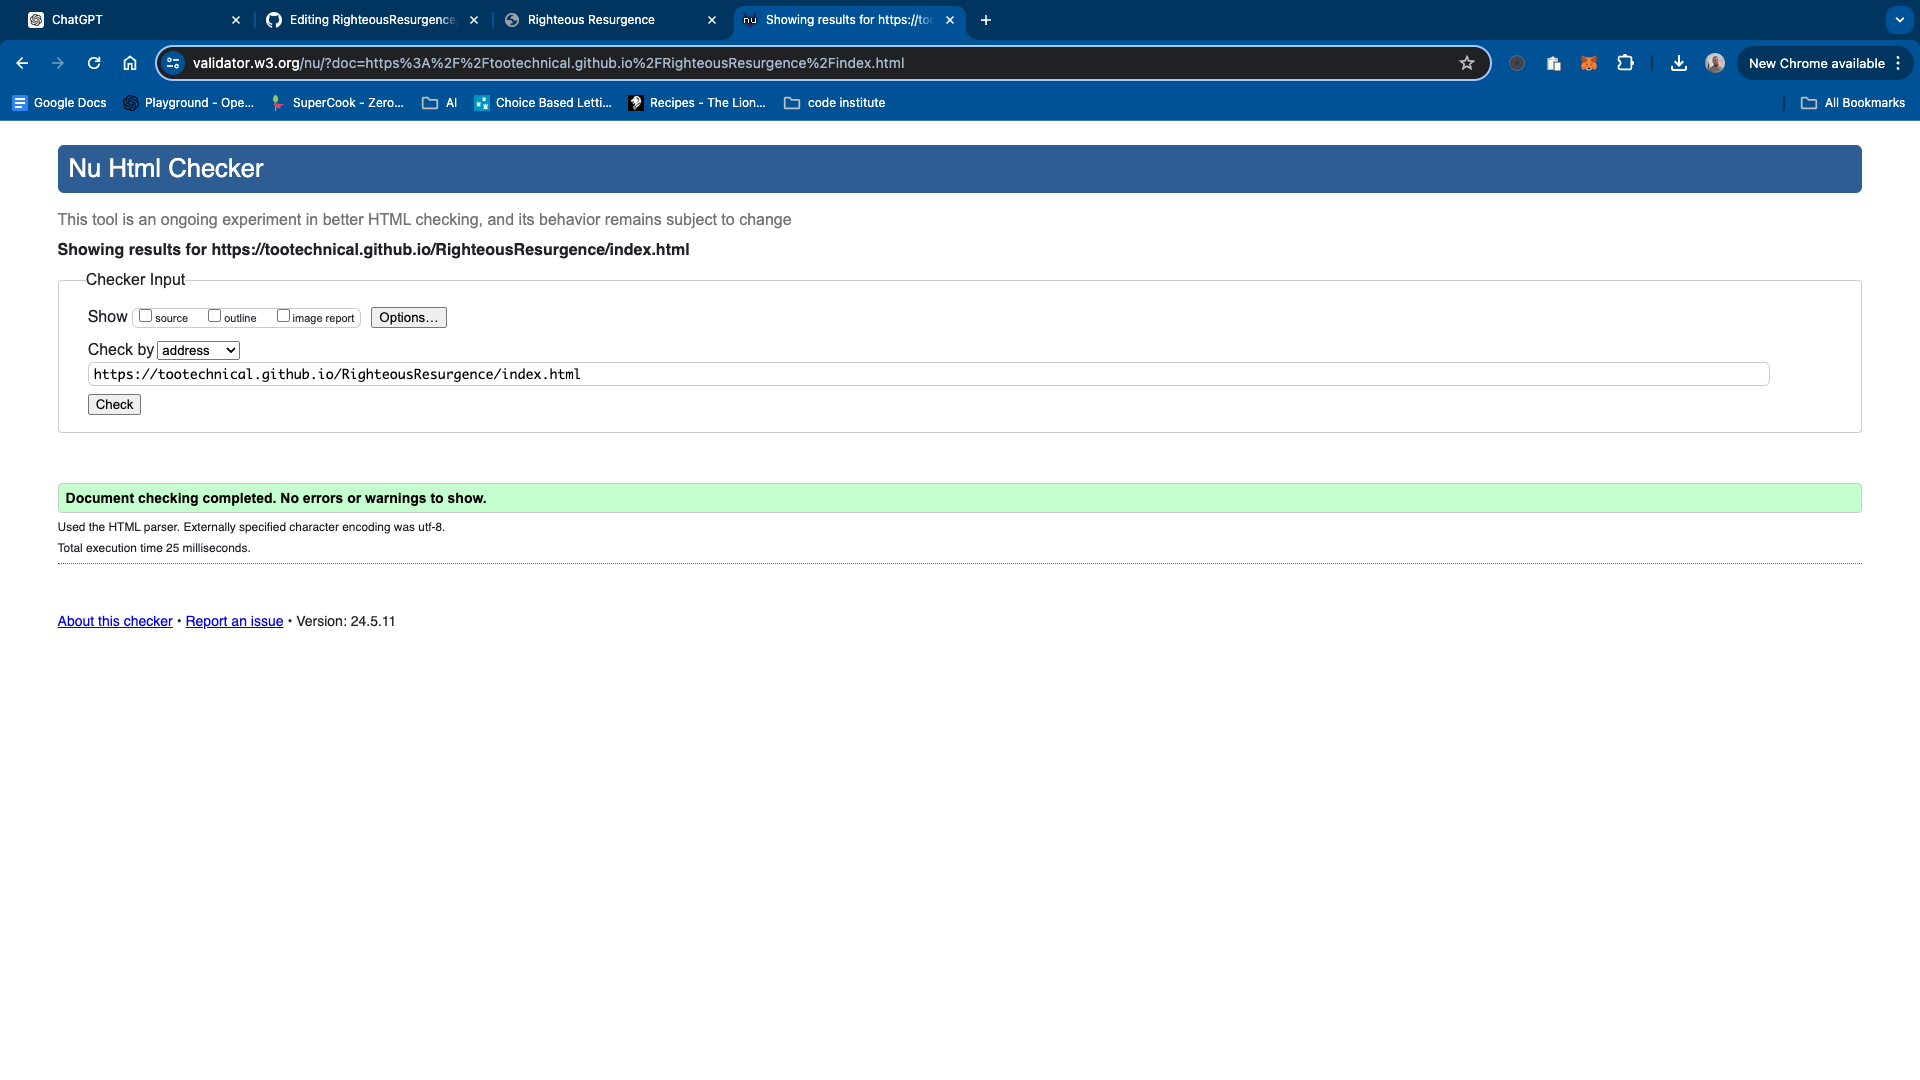 ChatGPT
Editing RighteousResurgence
Righteous Resurgence
nu Showing results for https://too
validator.w3.org/nu/?doc=https%3A%2F%2Ftootechnical.github.io%2FRighteousResurgence%2Findex.html
New Chrome available
Google Docs
Playground - Ope...
SuperCook - Zero...
AI
Choice Based Letti...
Recipes - The Lion...
code institute
All Bookmarks
Nu Html Checker
This tool is an ongoing experiment in better HTML checking, and its behavior remains subject to change
Showing results for https://tootechnical.github.io/RighteousResurgence/index.html
Checker Input
Show source outline image report Options...
Check by address
https://tootechnical.github.io/RighteousResurgence/index.html
Check
Document checking completed. No errors or warnings to show.
Used the HTML parser. Externally specified character encoding was utf-8.
Total execution time 25 milliseconds.
About this checker • Report an issue • Version: 24.5.11